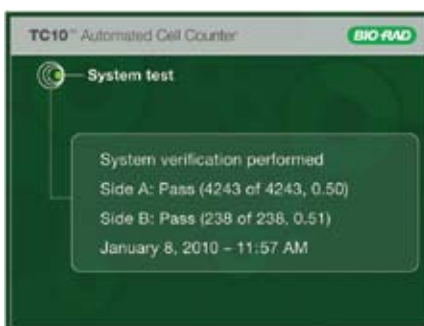 TC10™ Automated Cell Counter
BIO-RAD
System test
System verification performed
Side A: Pass (4243 of 4243, 0.50)
Side B: Pass (238 of 238, 0.51)
January 8, 2010 – 11:57 AM